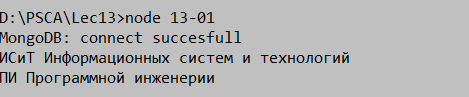 D:\PSCA\Lec13>node 13-01
MongoDB: connect succesfull
ИСиТ Информационных систем и технологий
ПИ Программной инженерии